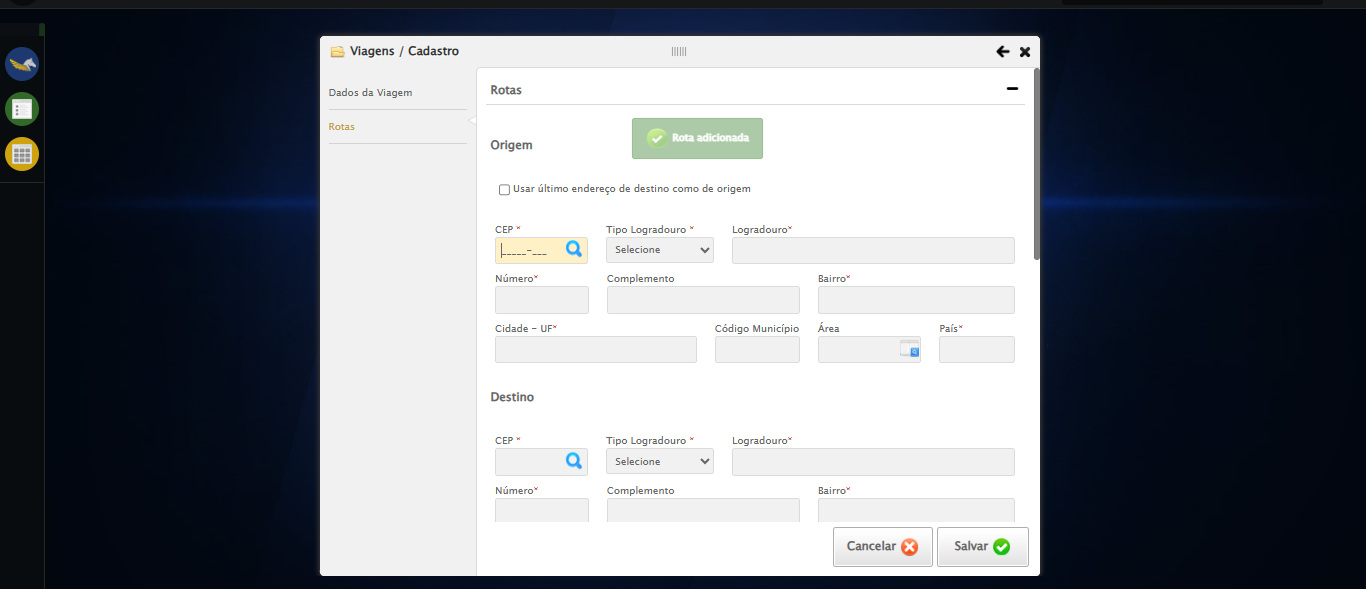 Viagens / Cadastro
Dados da Viagem
Rotas
Rotas
Rota adicionada
Origem
Usar último endereço de destino como de origem
CEP * Tipo Logradouro * Logradouro*
_____-___ Selecione
Número* Complemento Bairro*
Cidade - UF* Código Município Área País*
Destino
CEP * Tipo Logradouro * Logradouro*
Selecione
Número* Complemento Bairro*
Cancelar Salvar